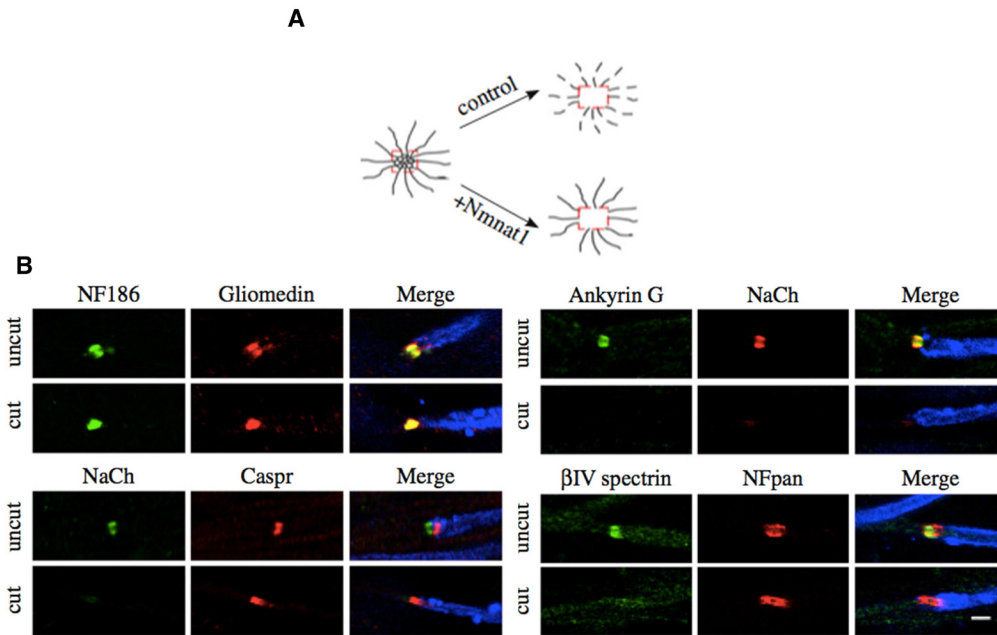 A
control
+Nmnat1
B
NF186 Gliomedin Merge
uncut
cut
Ankyrin G NaCh Merge
uncut
cut
NaCh Caspr Merge
uncut
cut
βIV spectrin NFpan Merge
uncut
cut